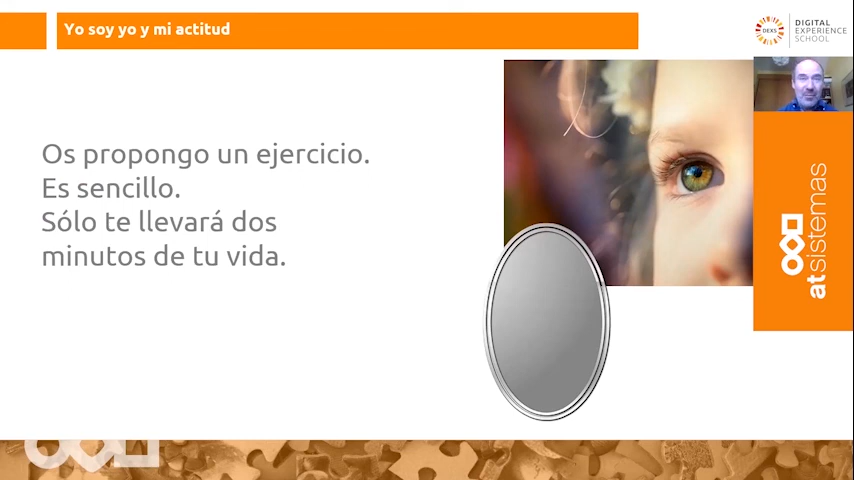 Yo soy yo y mi actitud
DEXS
DIGITAL
EXPERIENCE
SCHOOL
Os propongo un ejercicio.
Es sencillo.
Sólo te llevará dos
minutos de tu vida.
atsistemas